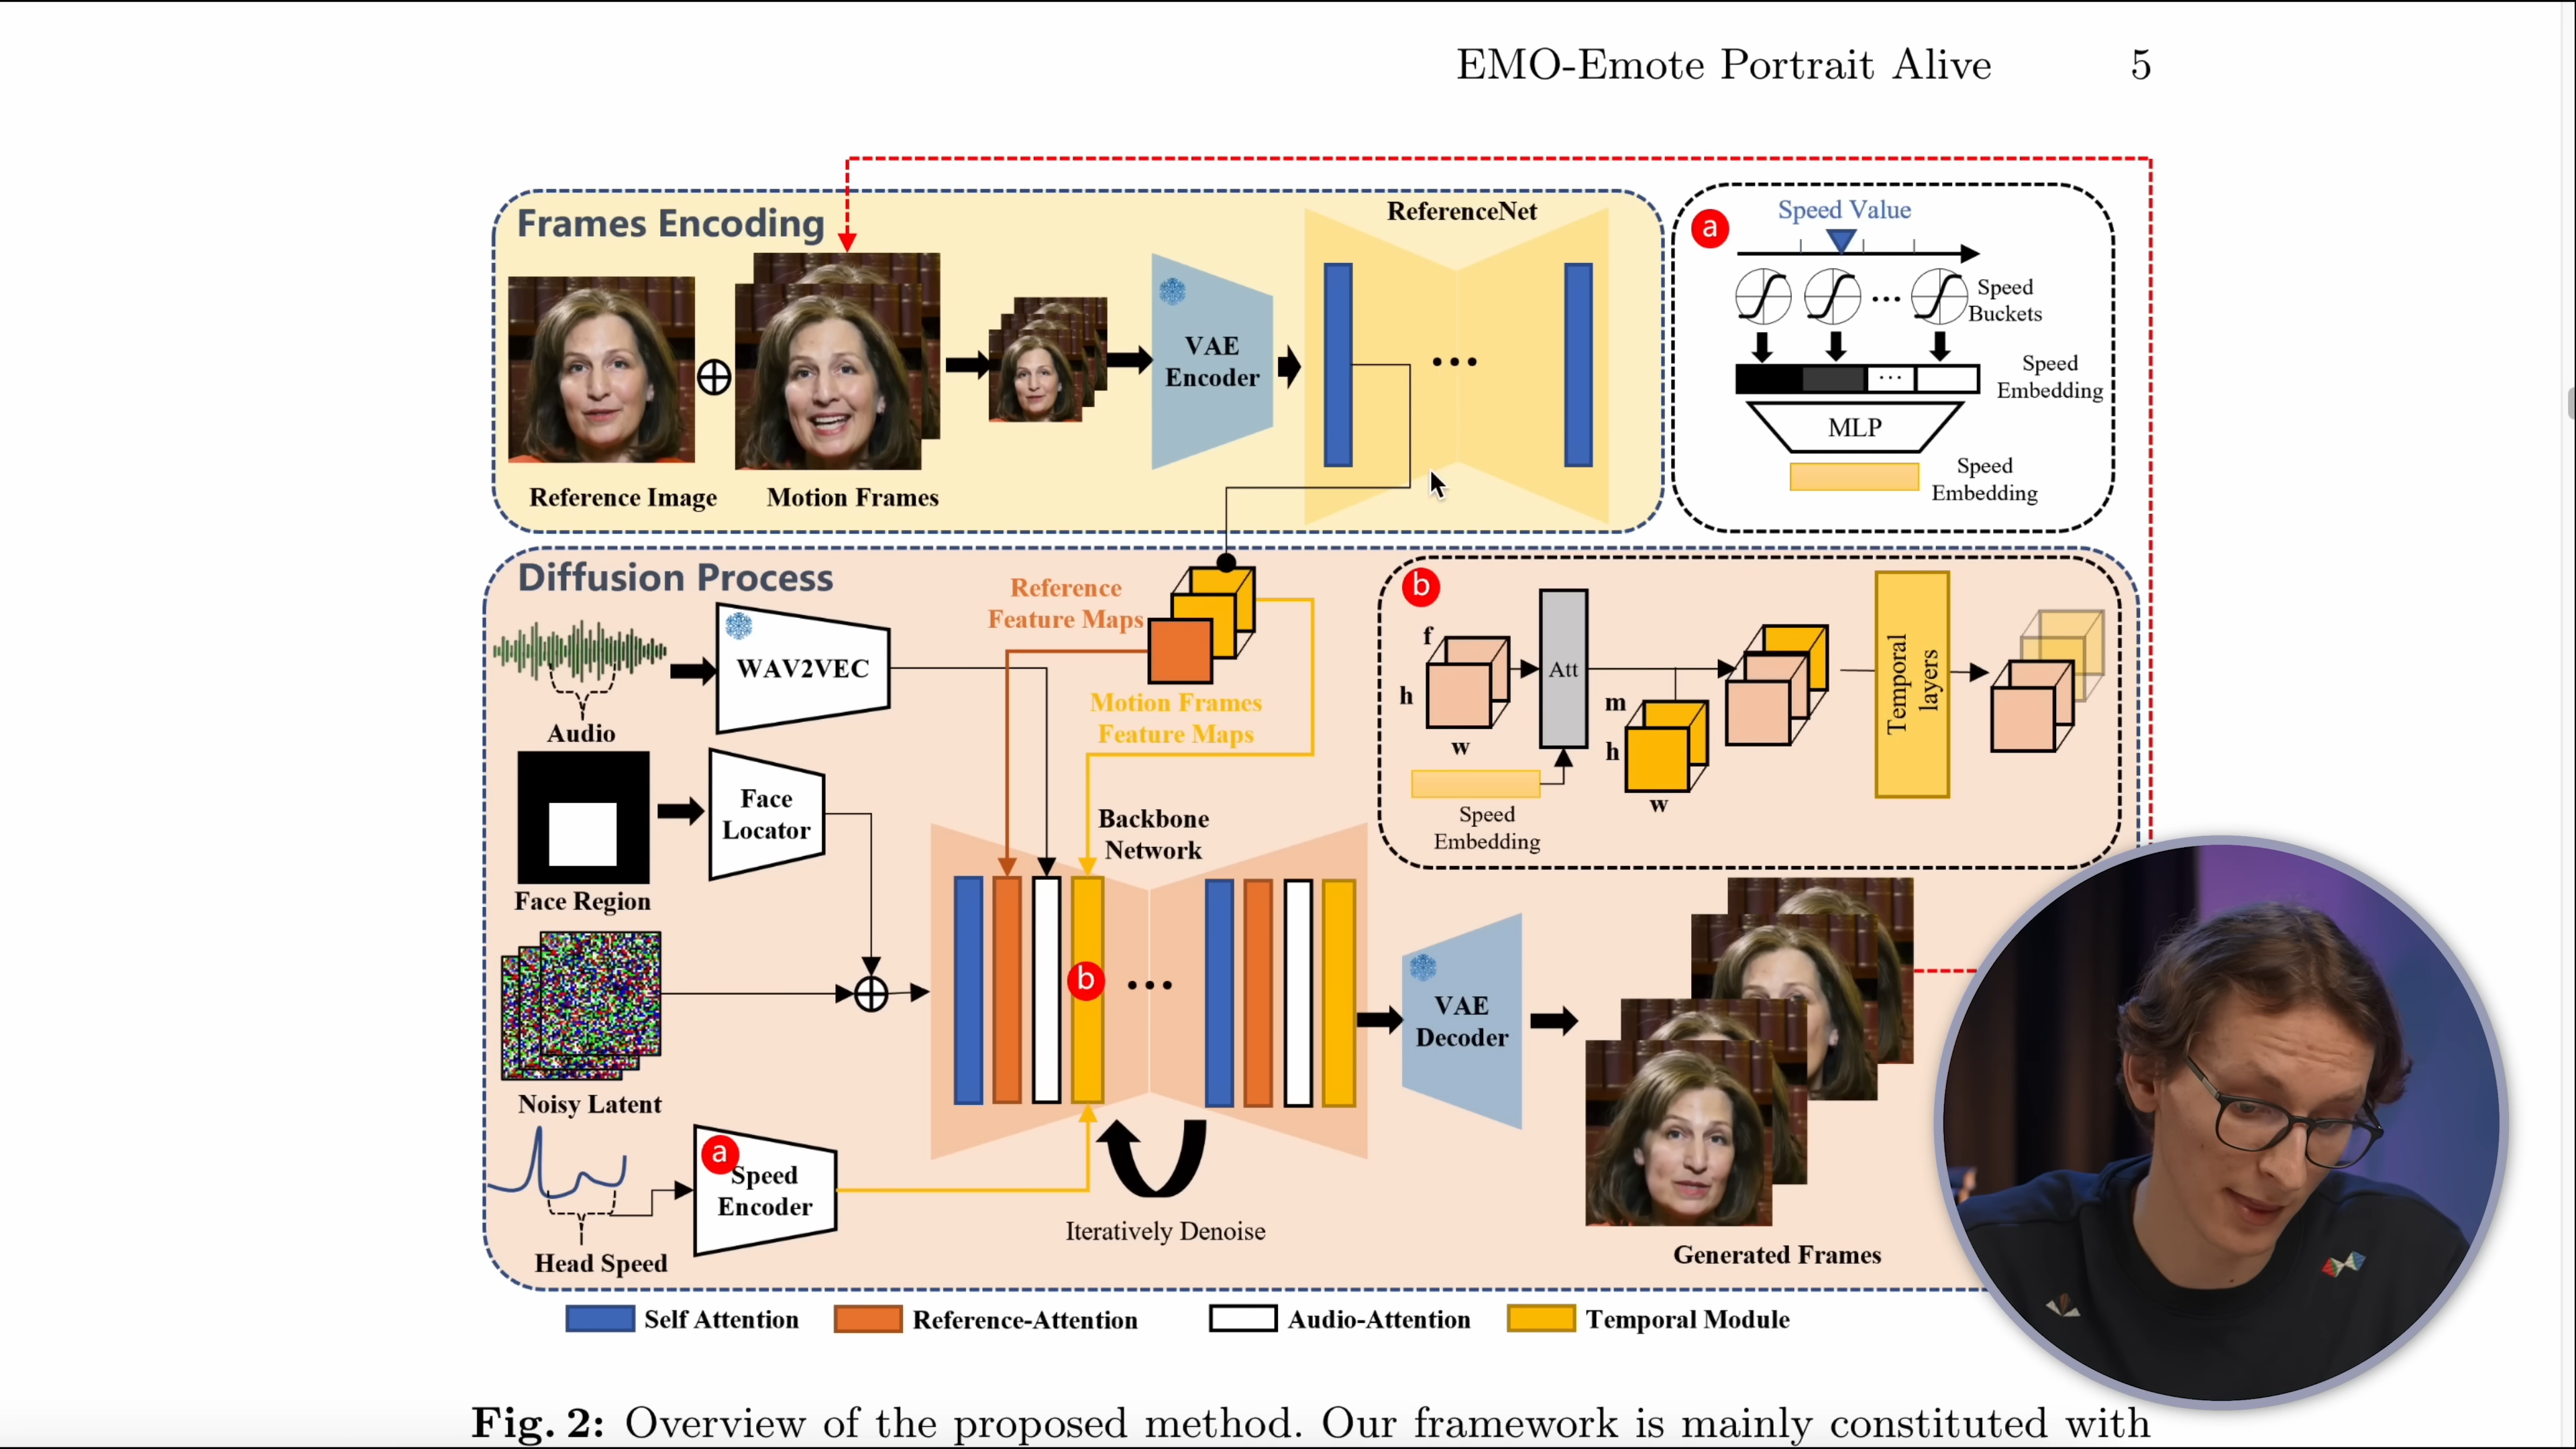 EMO-Emote Portrait Alive 5
Frames Encoding
Reference Image
Motion Frames
VAE
Encoder
ReferenceNet
a
Speed Value
Speed
Buckets
...
Speed
Embedding
MLP
Speed
Embedding
Diffusion Process
Audio
WAV2VEC
Reference
Feature Maps
Motion Frames
Feature Maps
Face Region
Face
Locator
Noisy Latent
Head Speed
a
Speed
Encoder
Backbone
Network
b
...
Iteratively Denoise
b
f
h
w
Att
Speed
Embedding
m
h
w
Temporal
layers
VAE
Decoder
Generated Frames
Self Attention
Reference-Attention
Audio-Attention
Temporal Module
Fig. 2: Overview of the proposed method. Our framework is mainly constituted with